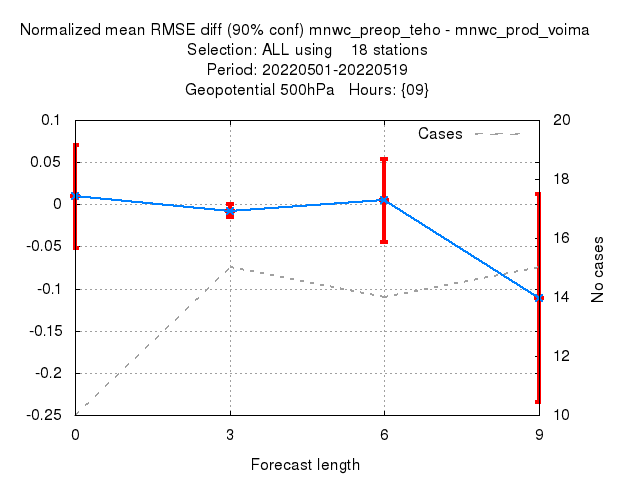 Normalized mean RMSE diff (90% conf) mnwc_preop_teho - mnwc_prod_voima
Selection: ALL using    18 stations
Period: 20220501-20220519
Geopotential 500hPa   Hours: {09}
Cases
0.1
0.05
0
-0.05
-0.1
-0.15
-0.2
-0.25
20
18
16
14
12
10
No cases
0
3
6
9
Forecast length